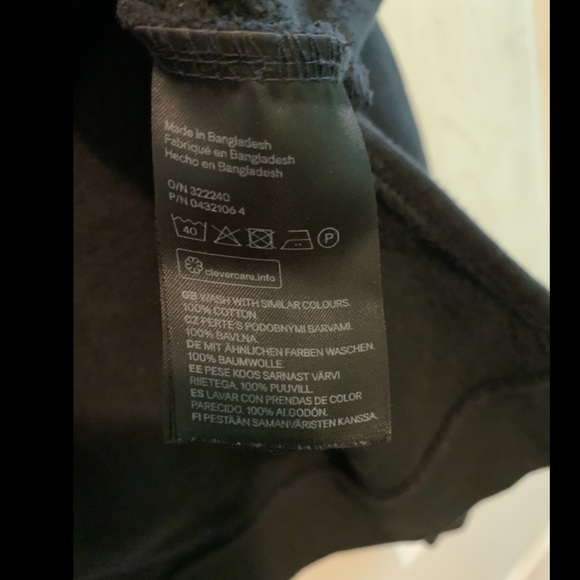 Made in Bangladesh
Fabriqué en Bangladesh
Hecho en Bangladesh
O/N 322240
P/N 0432106 4
40 P
clevercare.info
GB WASH WITH SIMILAR COLOURS.
100% COTTON.
CZ PERTE S PODOBNÝMI BARVAMI.
100% BAVLNA.
DE MIT ÄHNLICHEN FARBEN WASCHEN.
100% BAUMWOLLE.
EE PESE KOOS SARNAST VÄRVI
RIIETEGA. 100% PUUVILL.
ES LAVAR CON PRENDAS DE COLOR
PARECIDO. 100% ALGODÓN.
FI PESTÄÄN SAMANVÄRISTEN KANSSA.